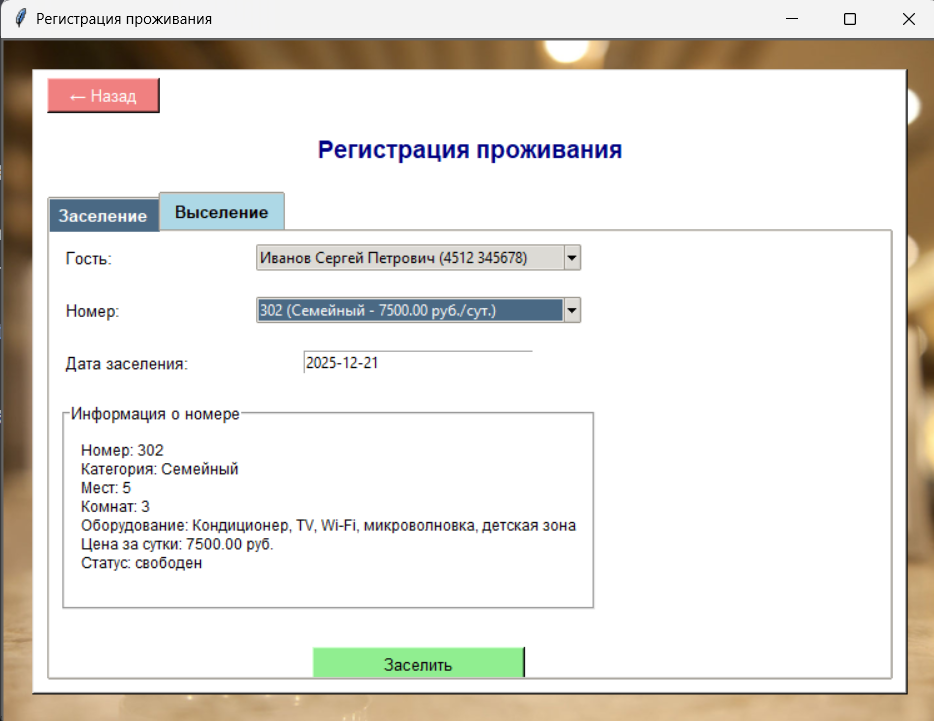 Регистрация проживания
← Назад
Регистрация проживания
Заселение
Выселение
Гость:
Иванов Сергей Петрович (4512 345678)
Номер:
302 (Семейный - 7500.00 руб./сут.)
Дата заселения:
2025-12-21
Информация о номере
Номер: 302
Категория: Семейный
Мест: 5
Комнат: 3
Оборудование: Кондиционер, TV, Wi-Fi, микроволновка, детская зона
Цена за сутки: 7500.00 руб.
Статус: свободен
Заселить